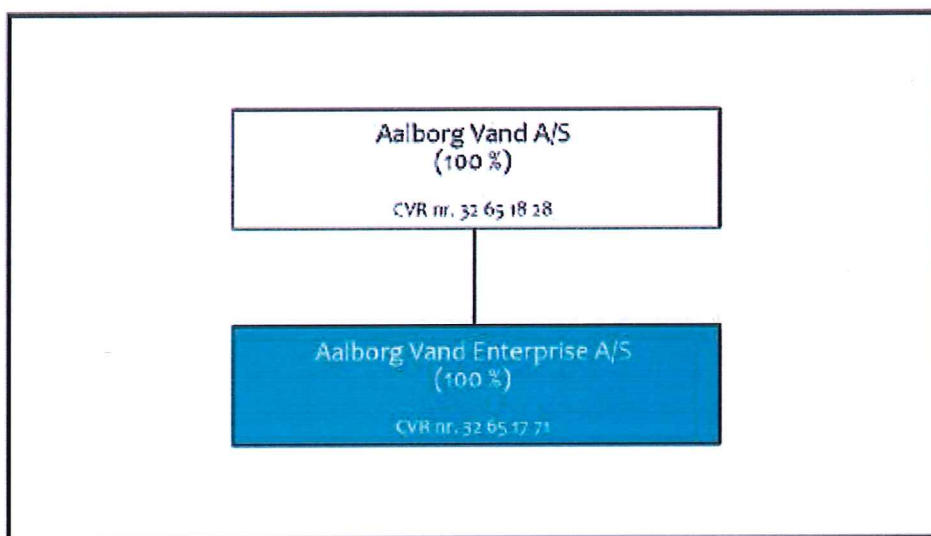 Aalborg Vand A/S
(100 %)
CVR nr. 32 65 18 28
Aalborg Vand Enterprise A/S
(100 %)
CVR nr. 32 65 17 71